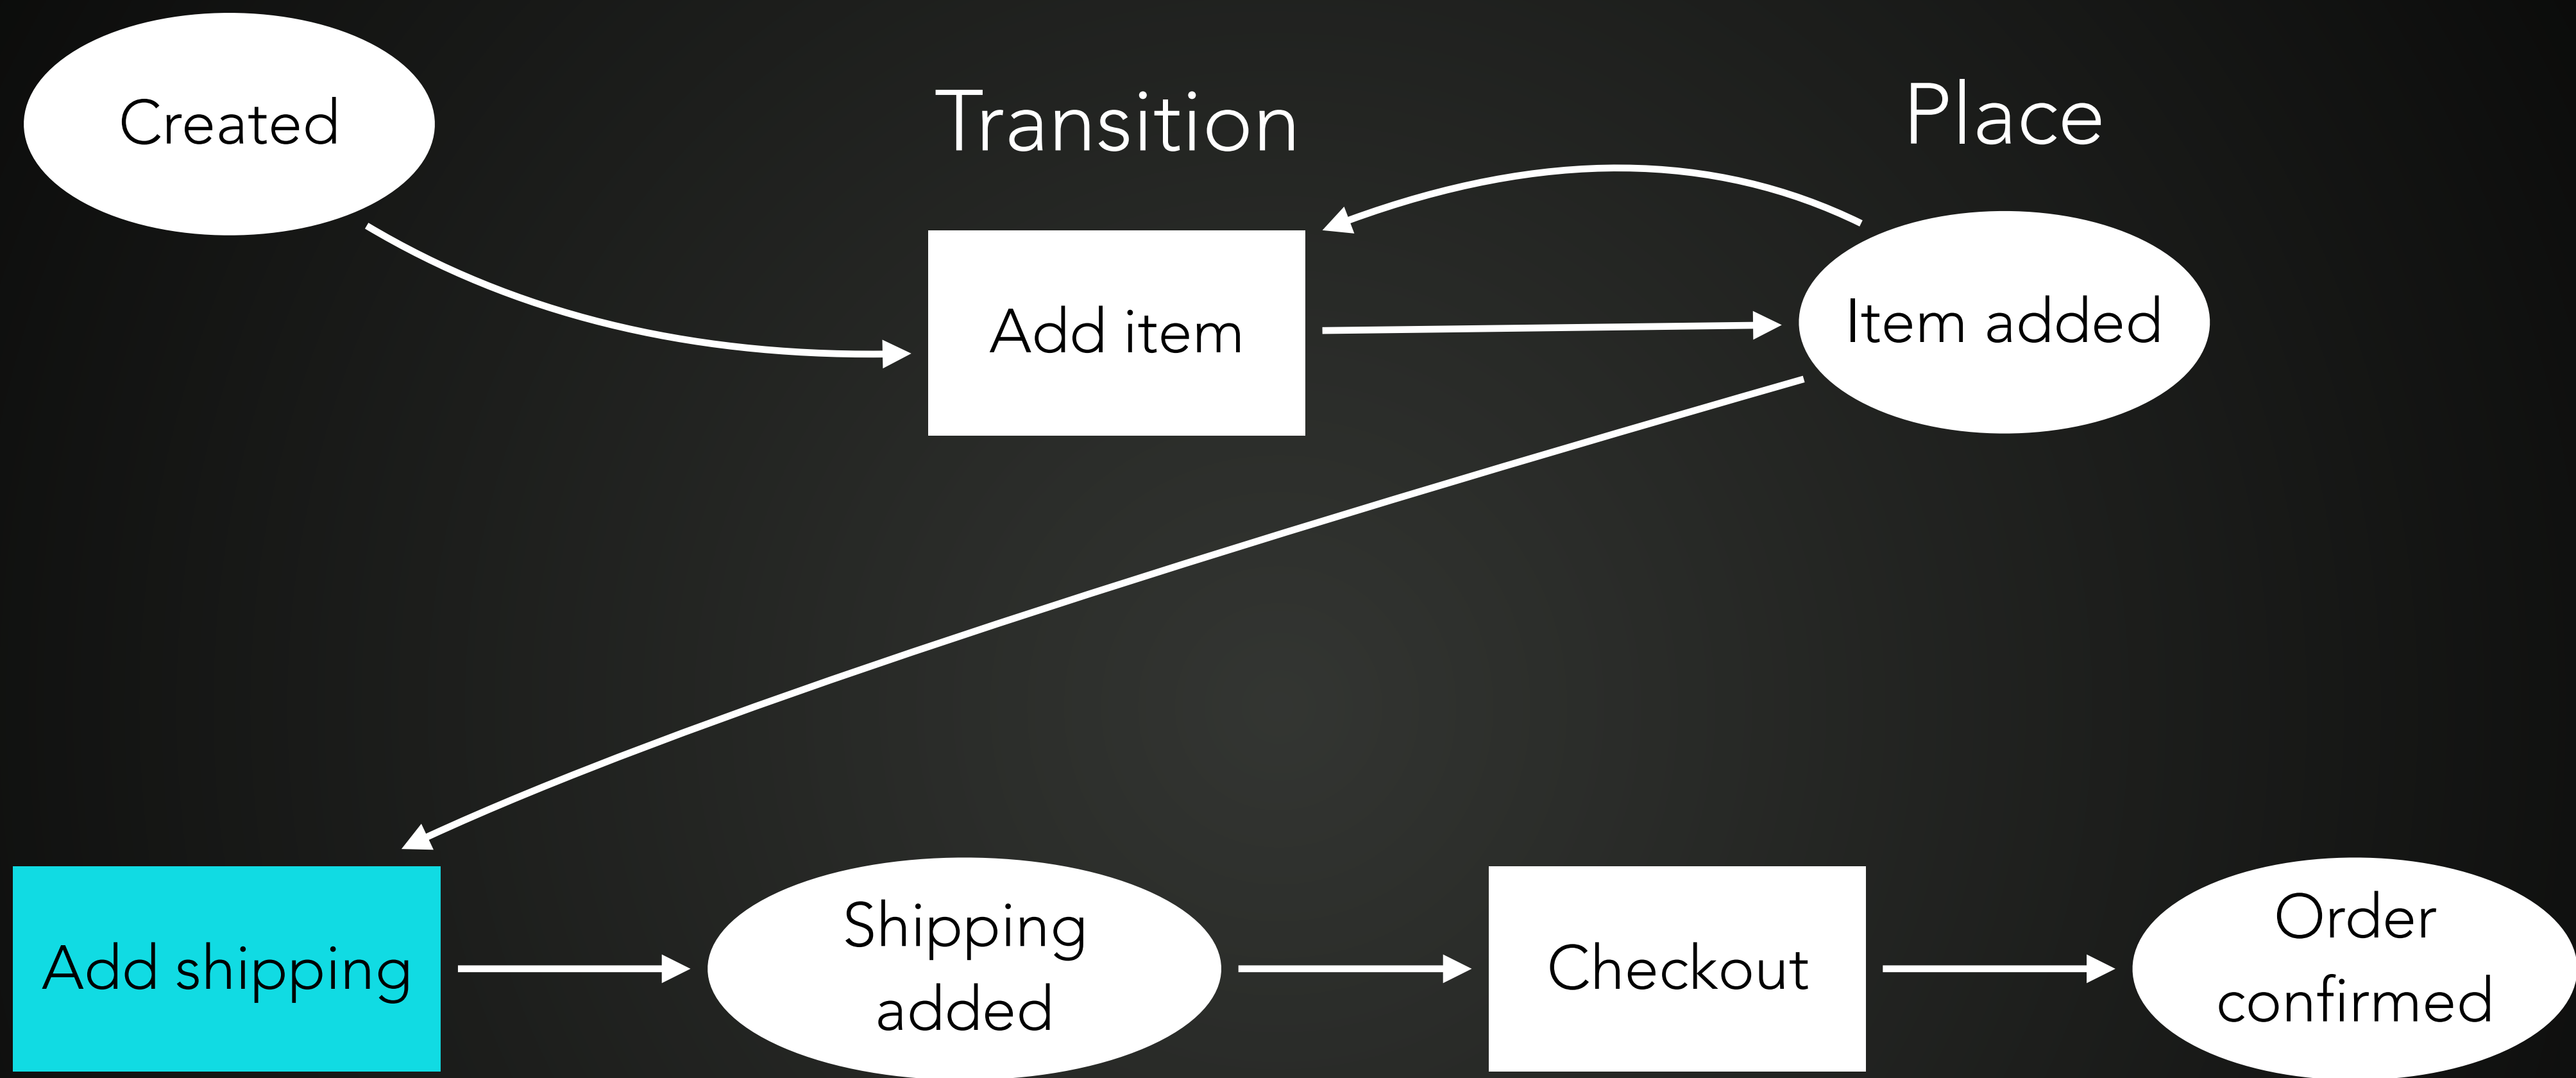 Created
Transition
Place
Add item
Item added
Add shipping
Shipping
added
Checkout
Order
confirmed